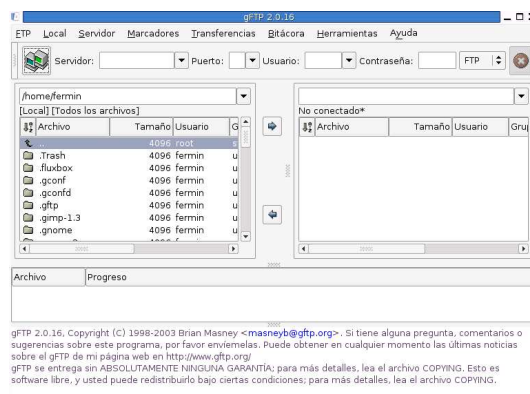 gFTP 2.0.16
FTP Local Servidor Marcadores Transferencias Bitácora Herramientas Ayuda
Servidor: Puerto: Usuario: Contraseña: FTP
/home/fermin
[Local] [Todos los archivos]
No conectado*
Archivo Tamaño Usuario G
Archivo Tamaño Usuario Gru
.. 4096 root s
.Trash 4096 fermin u
.fluxbox 4096 fermin u
.gconf 4096 fermin u
.gconfd 4096 fermin u
.gftp 4096 fermin u
.gimp-1.3 4096 fermin u
.gnome 4096 fermin u
Archivo Progreso
gFTP 2.0.16, Copyright (C) 1998-2003 Brian Masney <masneyb@gftp.org>. Si tiene alguna pregunta, comentarios o
sugerencias sobre este programa, por favor envíemelas. Puede obtener en cualquier momento las últimas noticias
sobre el gFTP de mi página web en http://www.gftp.org/
gFTP se entrega sin ABSOLUTAMENTE NINGUNA GARANTÍA; para más detalles, lea el archivo COPYING. Esto es
software libre, y usted puede redistribuirlo bajo ciertas condiciones; para más detalles, lea el archivo COPYING.